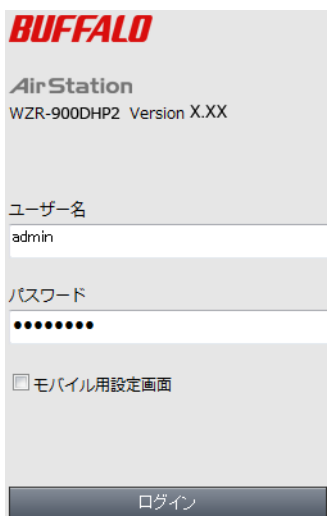 BUFFALO
AirStation
WZR-900DHP2 Version X.XX
ユーザー名
admin
パスワード
••••••••
モバイル用設定画面
ログイン